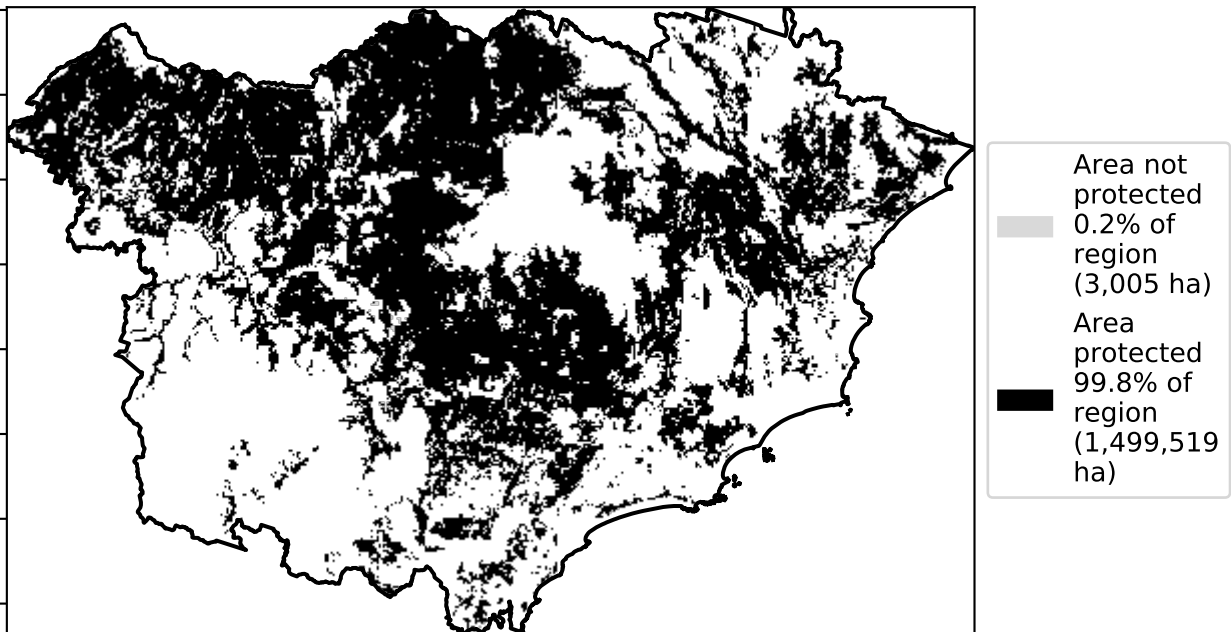 Area not
protected
0.2% of
region
(3,005 ha)
Area
protected
99.8% of
region
(1,499,519
ha)